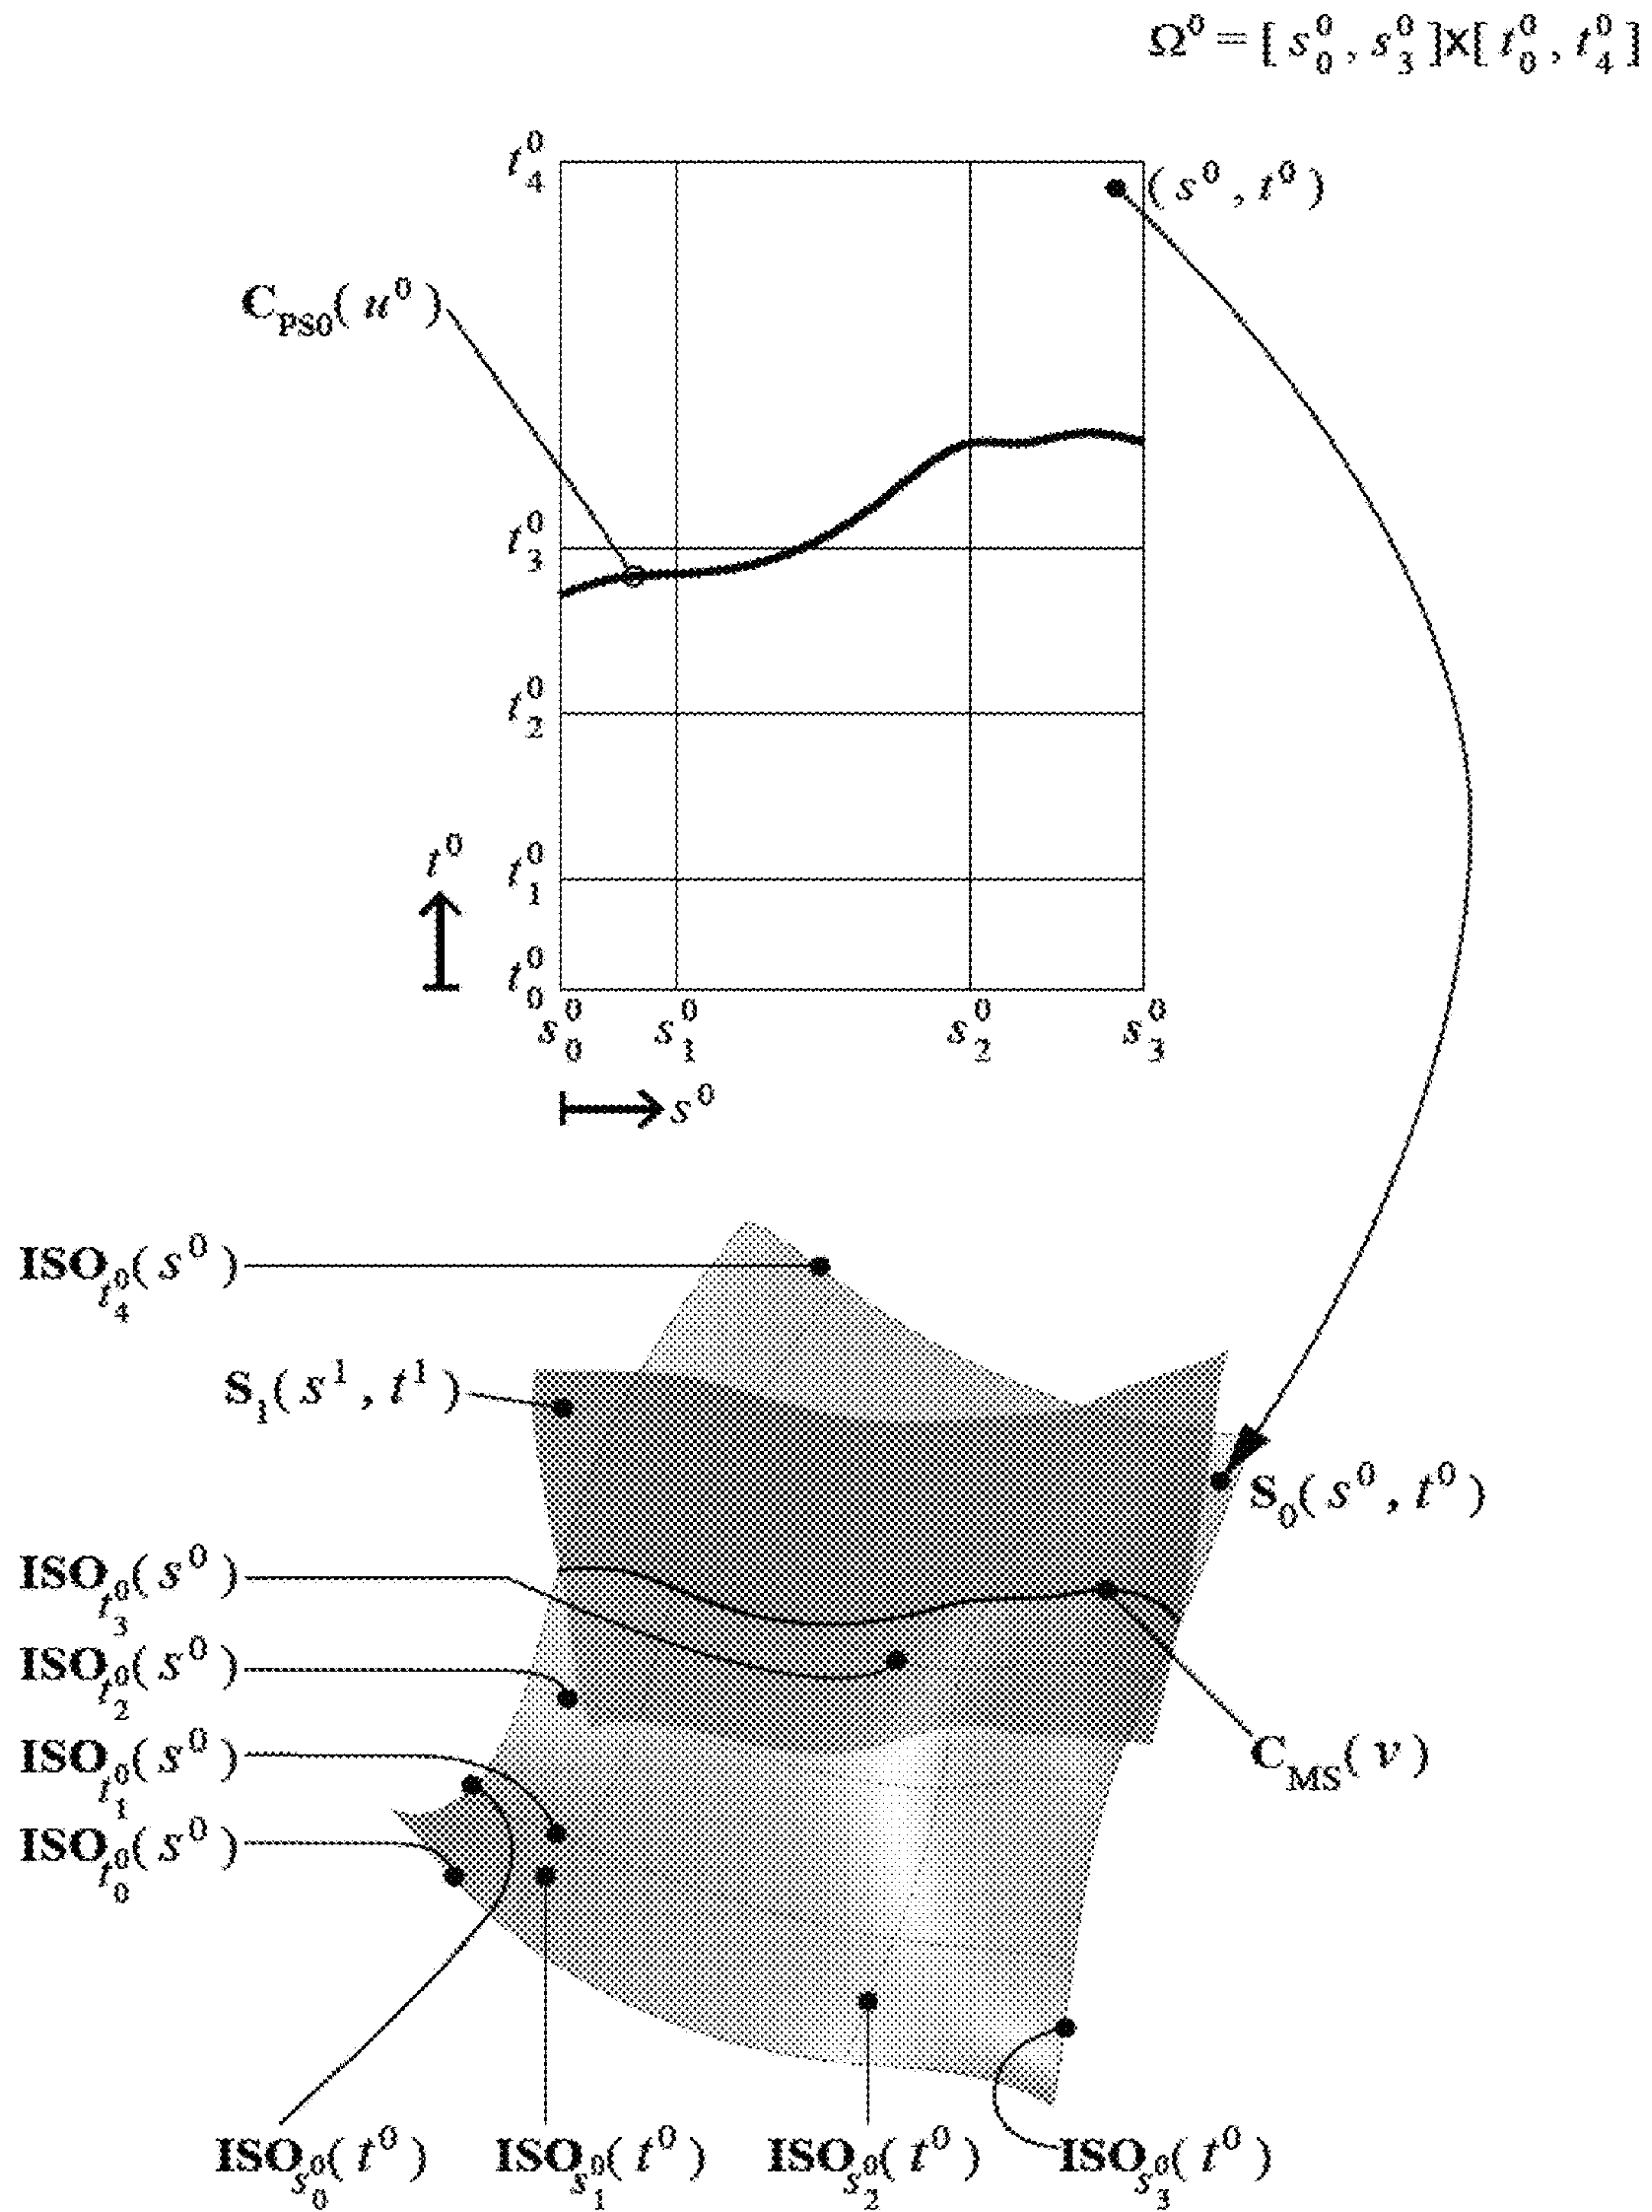 Ω⁰ = [ s⁰₀ , s⁰₃ ]x[ t⁰₀ , t⁰₄ ]
t⁰₄
( s⁰ , t⁰ )
C_PS0( u⁰ )
t⁰₃
t⁰₂
t⁰
t⁰₁
t⁰₀
s⁰₀ s⁰₁ s⁰₂ s⁰₃
s⁰
ISO_t⁰₄( s⁰ )
S₁( s¹ , t¹ )
S₀( s⁰ , t⁰ )
ISO_t⁰₃( s⁰ )
ISO_t⁰₂( s⁰ )
ISO_t⁰₁( s⁰ )
C_MS( v )
ISO_t⁰₀( s⁰ )
ISO_s⁰₀( t⁰ ) ISO_s⁰₁( t⁰ ) ISO_s⁰₂( t⁰ ) ISO_s⁰₃( t⁰ )